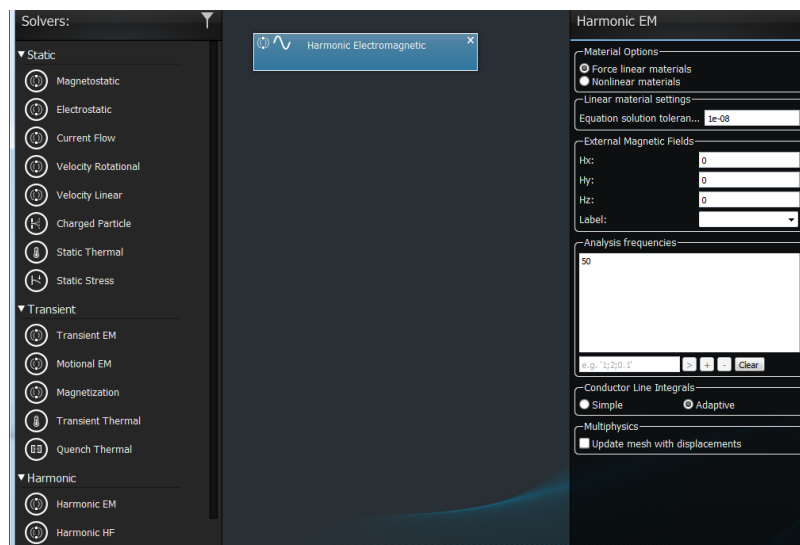 Solvers:
Static
Magnetostatic
Electrostatic
Current Flow
Velocity Rotational
Velocity Linear
Charged Particle
Static Thermal
Static Stress
Transient
Transient EM
Motional EM
Magnetization
Transient Thermal
Quench Thermal
Harmonic
Harmonic EM
Harmonic HF
Harmonic Electromagnetic x
Harmonic EM
Material Options
Force linear materials
Nonlinear materials
Linear material settings
Equation solution toleran... 1e-08
External Magnetic Fields
Hx: 0
Hy: 0
Hz: 0
Label:
Analysis frequencies
50
e.g. '1;2;0.1' > + - Clear
Conductor Line Integrals
Simple Adaptive
Multiphysics
Update mesh with displacements